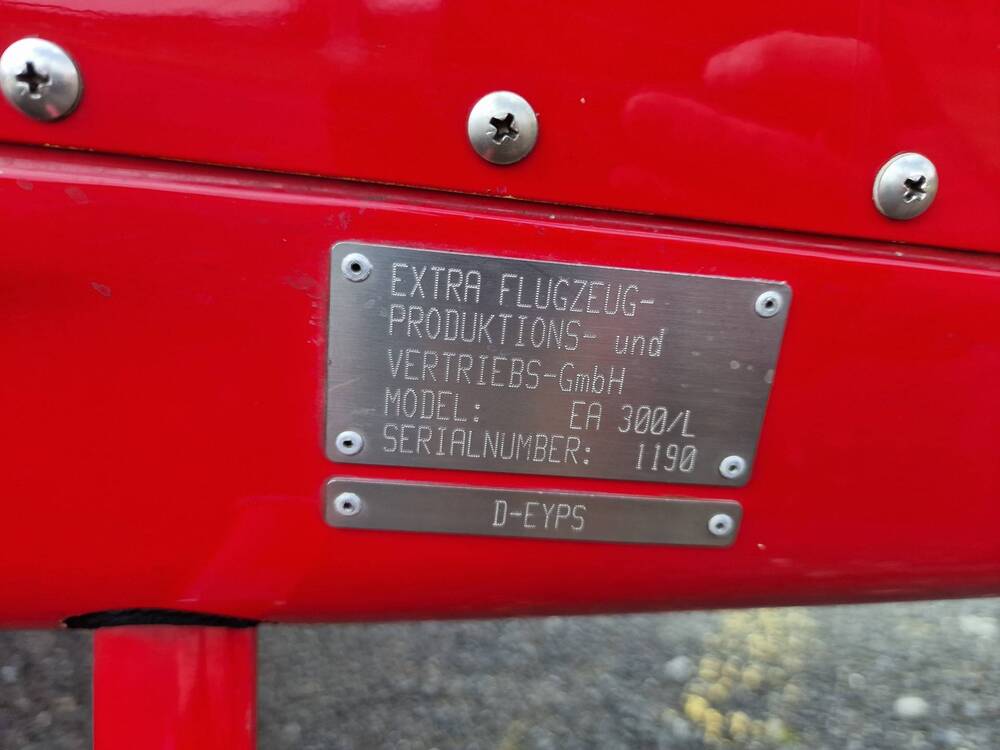 EXTRA FLUGZEUG-
PRODUKTIONS- und
VERTRIEBS-GmbH
MODEL: EA 300/L
SERIALNUMBER: 1190
D-EYPS